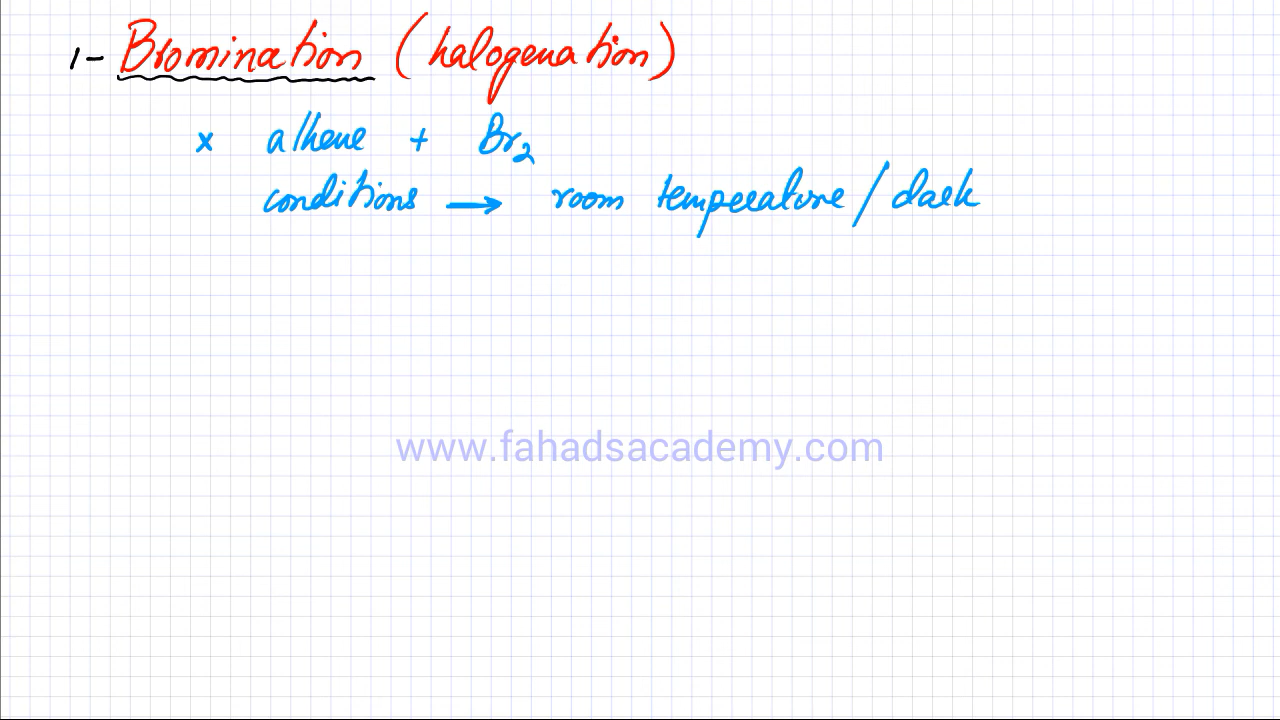 1- Bromination (halogenation)
x alkene + Br₂
conditions → room temperature / dark
www.fahadsacademy.com